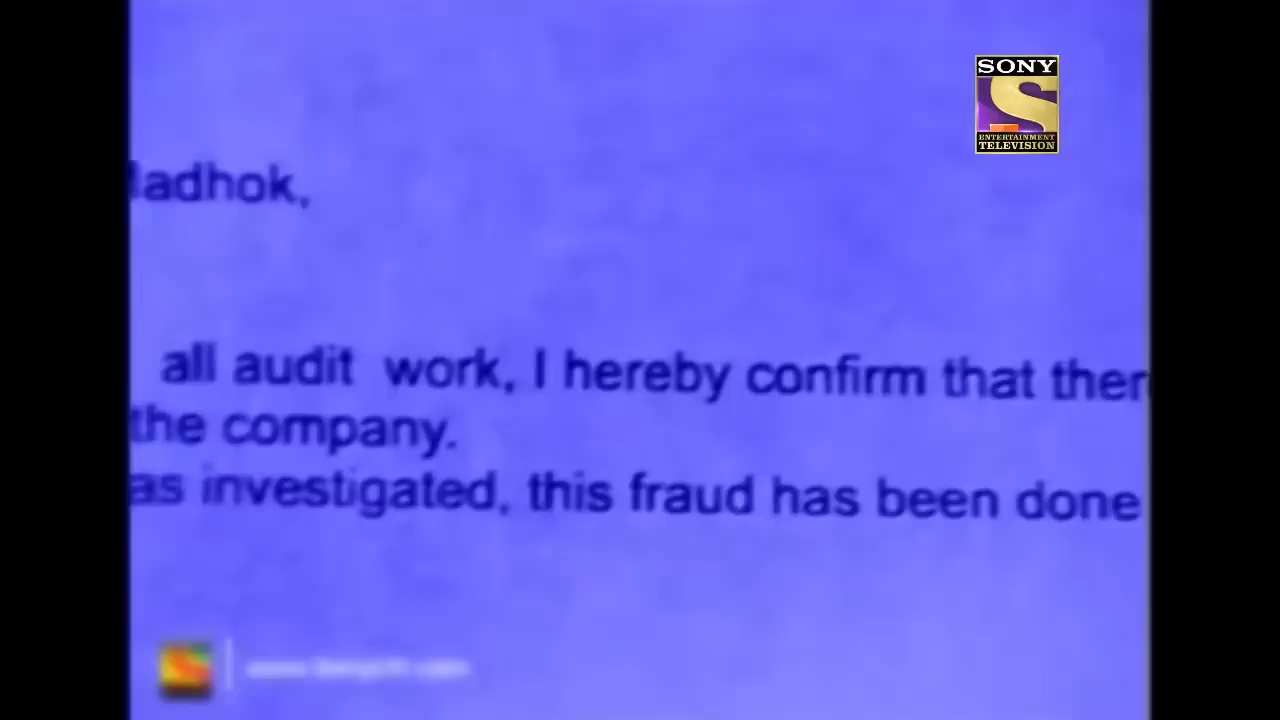 SONY
ENTERTAINMENT
TELEVISION
ladhok,
all audit work, I hereby confirm that ther
the company.
as investigated, this fraud has been done